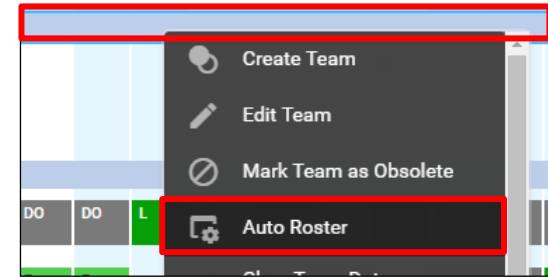 Create Team
Edit Team
Mark Team as Obsolete
DO DO L Auto Roster